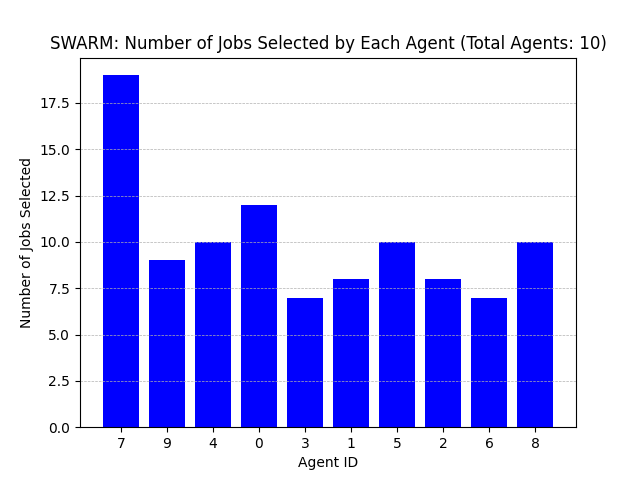 SWARM: Number of Jobs Selected by Each Agent (Total Agents: 10)
Number of Jobs Selected
17.5
15.0
12.5
10.0
7.5
5.0
2.5
0.0
7 9 4 0 3 1 5 2 6 8
Agent ID